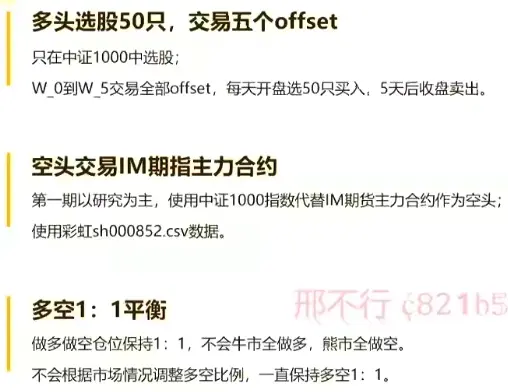 多头选股50只，交易五个offset
只在中证1000中选股；
W_0到W_5交易全部offset，每天开盘选50只买入，5天后收盘卖出。
空头交易IM期指主力合约
第一期以研究为主，使用中证1000指数代替IM期货主力合约作为空头；
使用彩虹sh000852.csv数据。
多空1：1平衡
邢不行
做多做空仓位保持1：1，不会牛市全做多，熊市全做空。
不会根据市场情况调整多空比例，一直保持多空1：1。